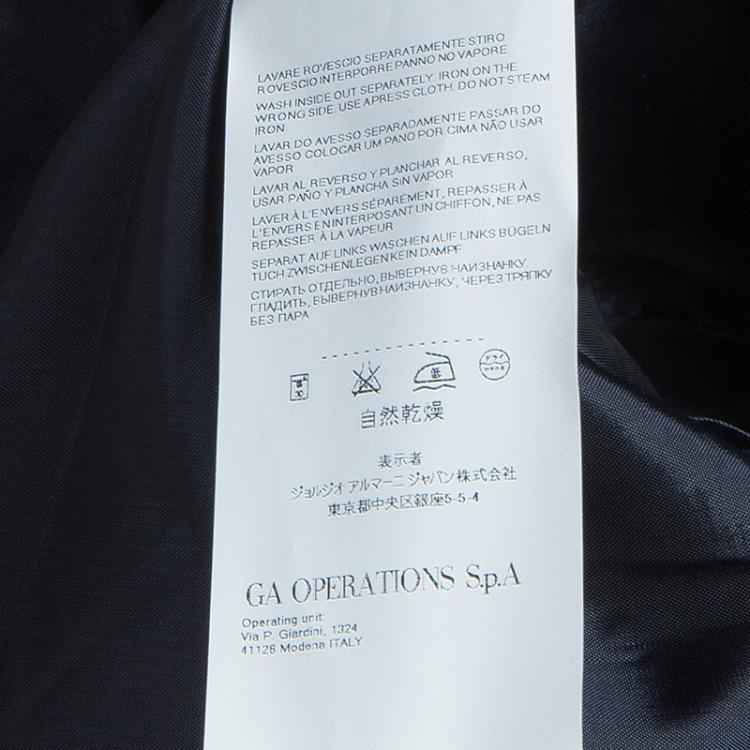 LAVARE ROVESCIO SEPARATAMENTE STIRO
ROVESCIO INTERPORRE PANNO NO VAPORE
WASH INSIDE OUT SEPARATELY. IRON ON THE
WRONG SIDE. USE A PRESS CLOTH. DO NOT STEAM
IRON
LAVAR DO AVESSO SEPARADAMENTE PASSAR DO
AVESSO COLOCAR UM PANO POR CIMA NÃO USAR
VAPOR
LAVAR AL REVERSO Y PLANCHAR AL REVERSO,
USAR PAÑO Y PLANCHA SIN VAPOR
LAVER À L'ENVERS SÉPARÉMENT, REPASSER À
L'ENVERS EN INTERPOSANT UN CHIFFON, NE PAS
REPASSER À LA VAPEUR
SEPARAT AUF LINKS WASCHEN AUF LINKS BÜGELN
TUCH ZWISCHENLEGEN KEIN DAMPF
СТИРАТЬ ОТДЕЛЬНО, ВЫВЕРНУВ НАИЗНАНКУ.
ГЛАДИТЬ, ВЫВЕРНУВ НАИЗНАНКУ, ЧЕРЕЗ ТРЯПКУ
БЕЗ ПАРА
低 ドライ
自然乾燥
表示者
ジョルジオ アルマーニ ジャパン株式会社
東京都中央区銀座5-5-4
GA OPERATIONS S.p.A
Operating unit:
Via P. Giardini, 1324
41126 Modena ITALY